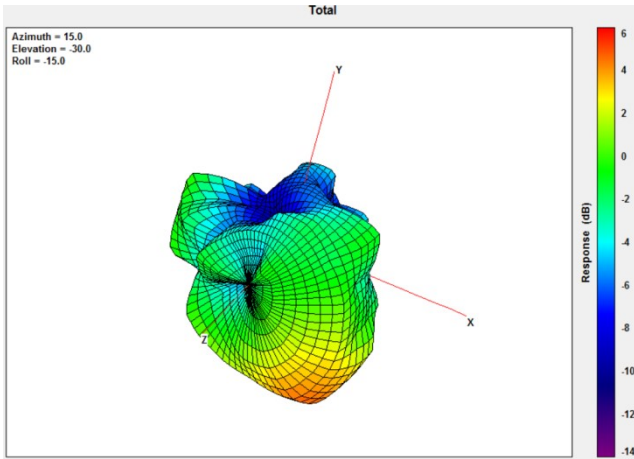 Total
Azimuth = 15.0
Elevation = -30.0
Roll = -15.0
Y
X
Z
6
4
2
0
-2
-4
-6
-8
-10
-12
-14
Response (dB)